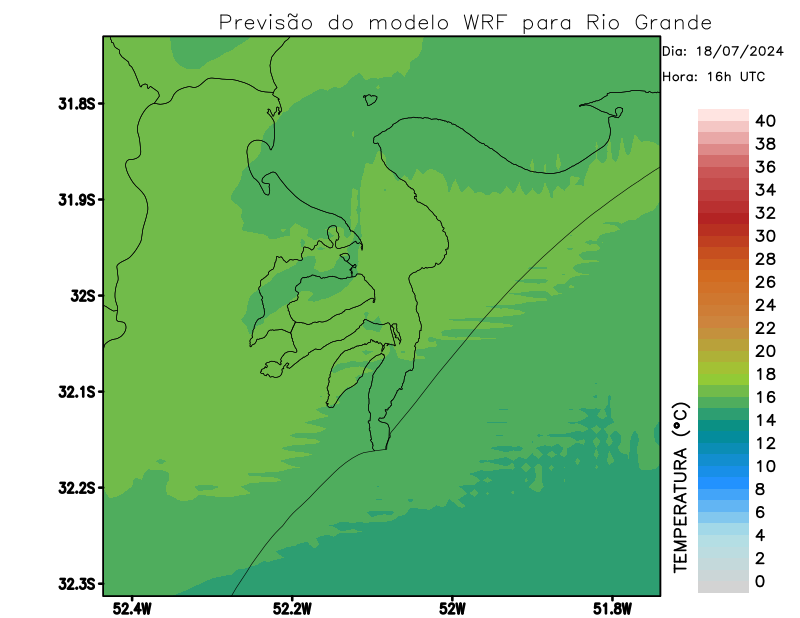 Previsão do modelo WRF para Rio Grande
Dia: 18/07/2024
Hora: 16h UTC
31.8S
31.9S
32S
32.1S
32.2S
32.3S
52.4W
52.2W
52W
51.8W
TEMPERATURA (ºC)
40
38
36
34
32
30
28
26
24
22
20
18
16
14
12
10
8
6
4
2
0